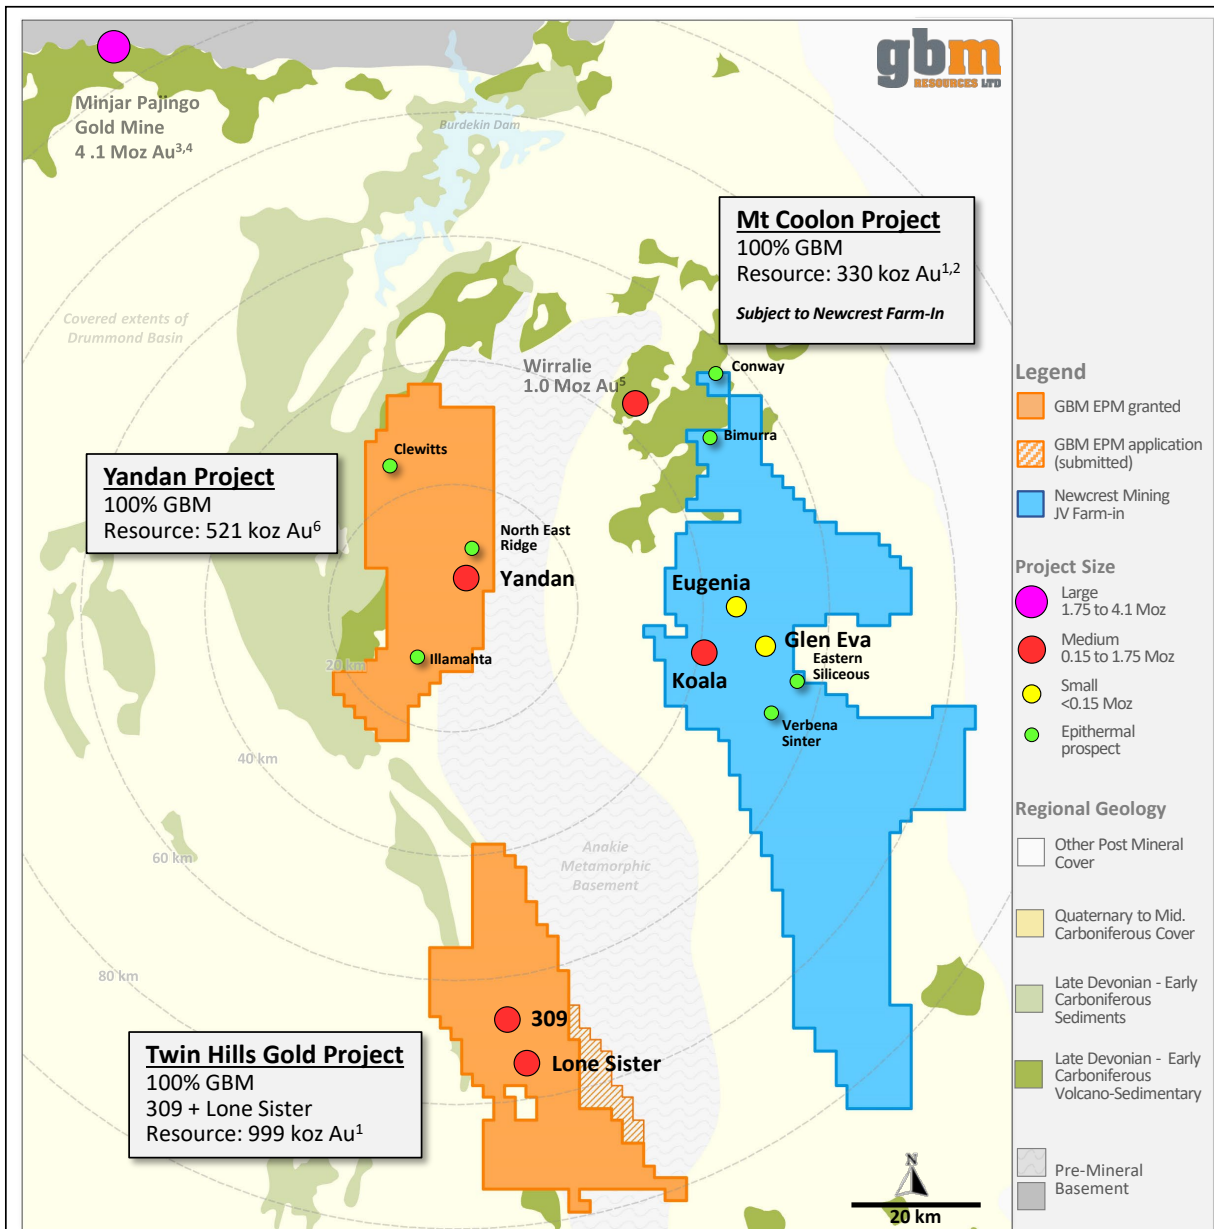 gbm
RESOURCES LTD
Minjar Pajingo
Gold Mine
4 .1 Moz Au3,4
Burdekin Dam
Mt Coolon Project
100% GBM
Resource: 330 koz Au1,2
Subject to Newcrest Farm-In
Covered extents of
Drummond Basin
Wirralie
1.0 Moz Au5
Conway
Bimurra
Clewitts
Yandan Project
100% GBM
Resource: 521 koz Au6
North East
Ridge
Yandan
Eugenia
Glen Eva
Eastern
Siliceous
Koala
Illamahta
Verbena
Sinter
20 km
40 km
60 km
80 km
Anakie
Metamorphic
Basement
309
Lone Sister
Twin Hills Gold Project
100% GBM
309 + Lone Sister
Resource: 999 koz Au1
N
20 km
Legend
GBM EPM granted
GBM EPM application
(submitted)
Newcrest Mining
JV Farm-in
Project Size
Large
1.75 to 4.1 Moz
Medium
0.15 to 1.75 Moz
Small
<0.15 Moz
Epithermal
prospect
Regional Geology
Other Post Mineral
Cover
Quaternary to Mid.
Carboniferous Cover
Late Devonian - Early
Carboniferous
Sediments
Late Devonian - Early
Carboniferous
Volcano-Sedimentary
Pre-Mineral
Basement